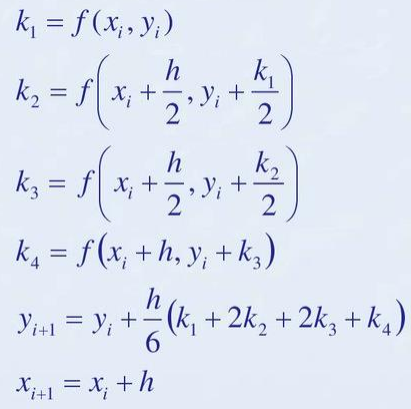 k₁ = f(xᵢ, yᵢ)
k₂ = f(xᵢ + h/2, yᵢ + k₁/2)
k₃ = f(xᵢ + h/2, yᵢ + k₂/2)
k₄ = f(xᵢ + h, yᵢ + k₃)
yᵢ₊₁ = yᵢ + h/6 (k₁ + 2k₂ + 2k₃ + k₄)
xᵢ₊₁ = xᵢ + h